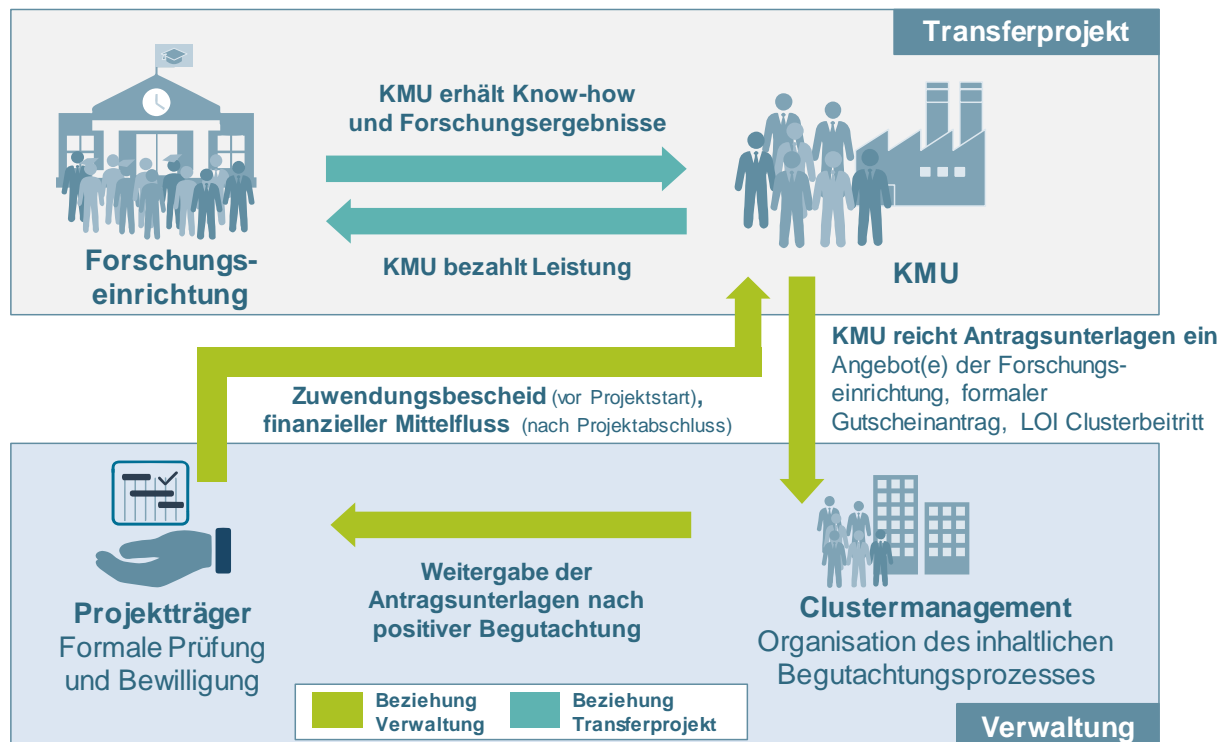 Transferprojekt
KMU erhält Know-how
und Forschungsergebnisse
Forschungs-
einrichtung
KMU bezahlt Leistung
KMU
KMU reicht Antragsunterlagen ein
Angebot(e) der Forschungs-
einrichtung, formaler
Gutscheinantrag, LOI Clusterbeitritt
Zuwendungsbescheid (vor Projektstart),
finanzieller Mittelfluss (nach Projektabschluss)
Projektträger
Formale Prüfung
und Bewilligung
Weitergabe der
Antragsunterlagen nach
positiver Begutachtung
Clustermanagement
Organisation des inhaltlichen
Begutachtungsprozesses
Beziehung
Verwaltung
Beziehung
Transferprojekt
Verwaltung